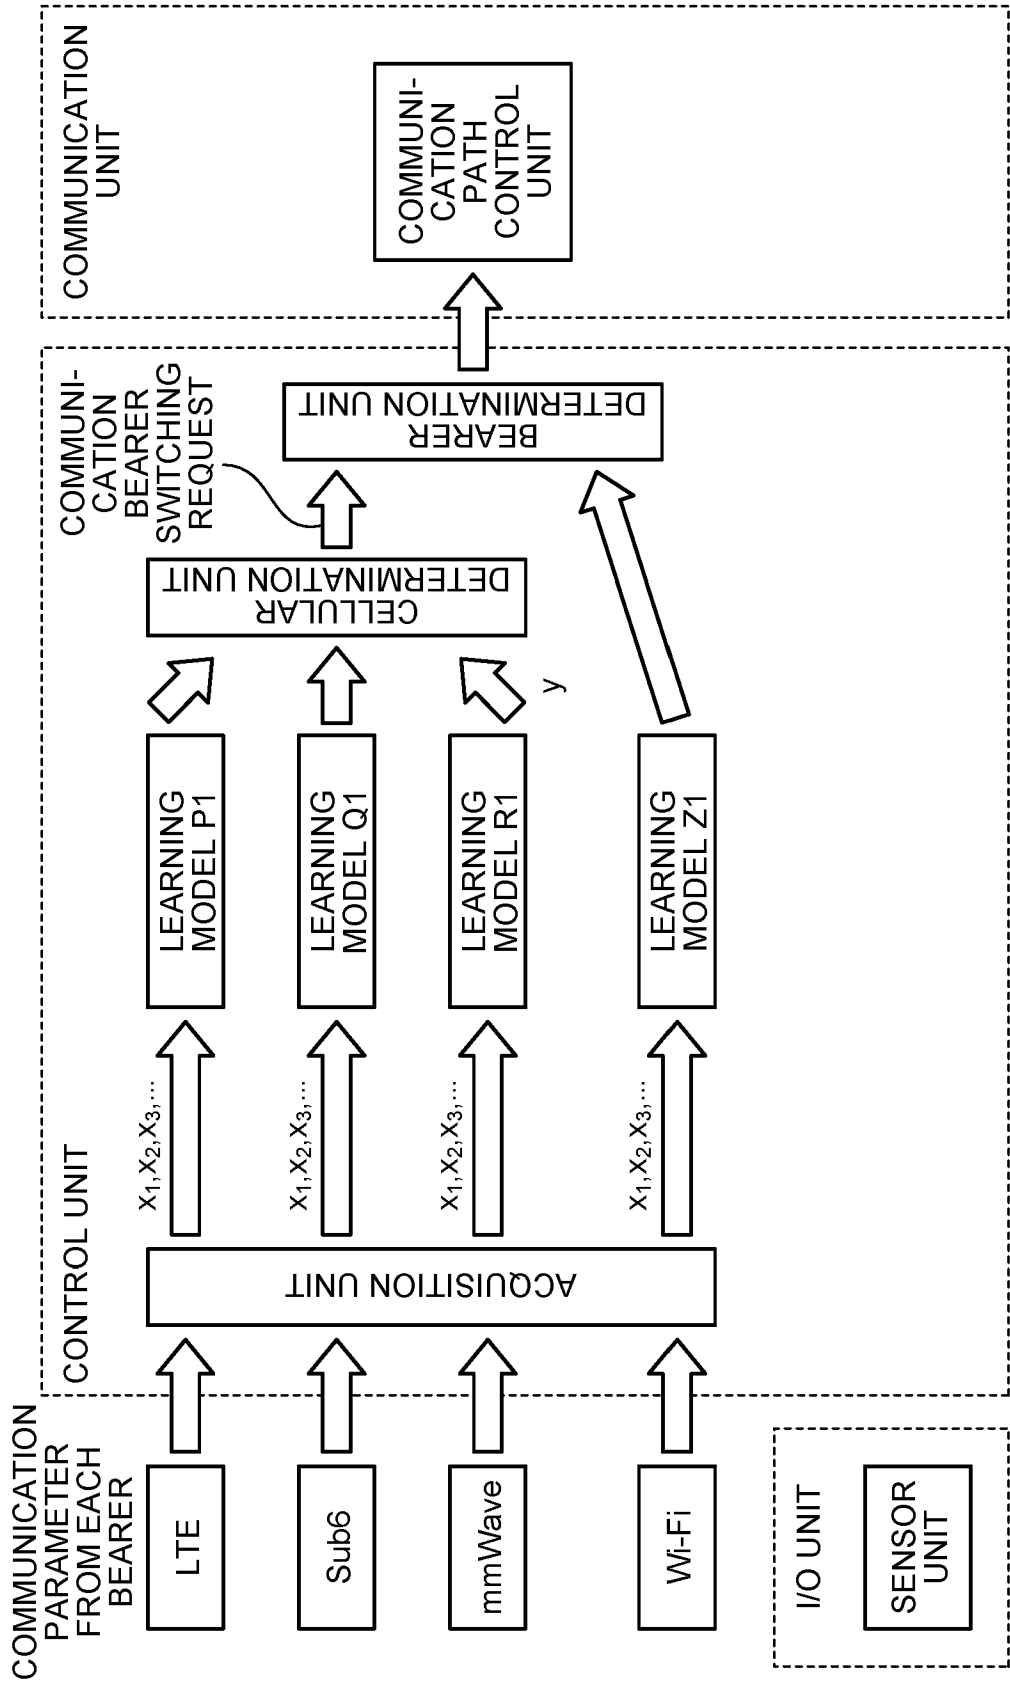 COMMUNICATION
PARAMETER
FROM EACH
BEARER
LTE
Sub6
mmWave
Wi-Fi
I/O UNIT
SENSOR
UNIT
CONTROL UNIT
ACQUISITION UNIT
X1,X2,X3,...
X1,X2,X3,...
X1,X2,X3,...
X1,X2,X3,...
LEARNING
MODEL P1
LEARNING
MODEL Q1
LEARNING
MODEL R1
LEARNING
MODEL Z1
y
CELLULAR
DETERMINATION UNIT
COMMUNI-
CATION
BEARER
SWITCHING
REQUEST
BEARER
DETERMINATION UNIT
COMMUNICATION
UNIT
COMMUNI-
CATION
PATH
CONTROL
UNIT